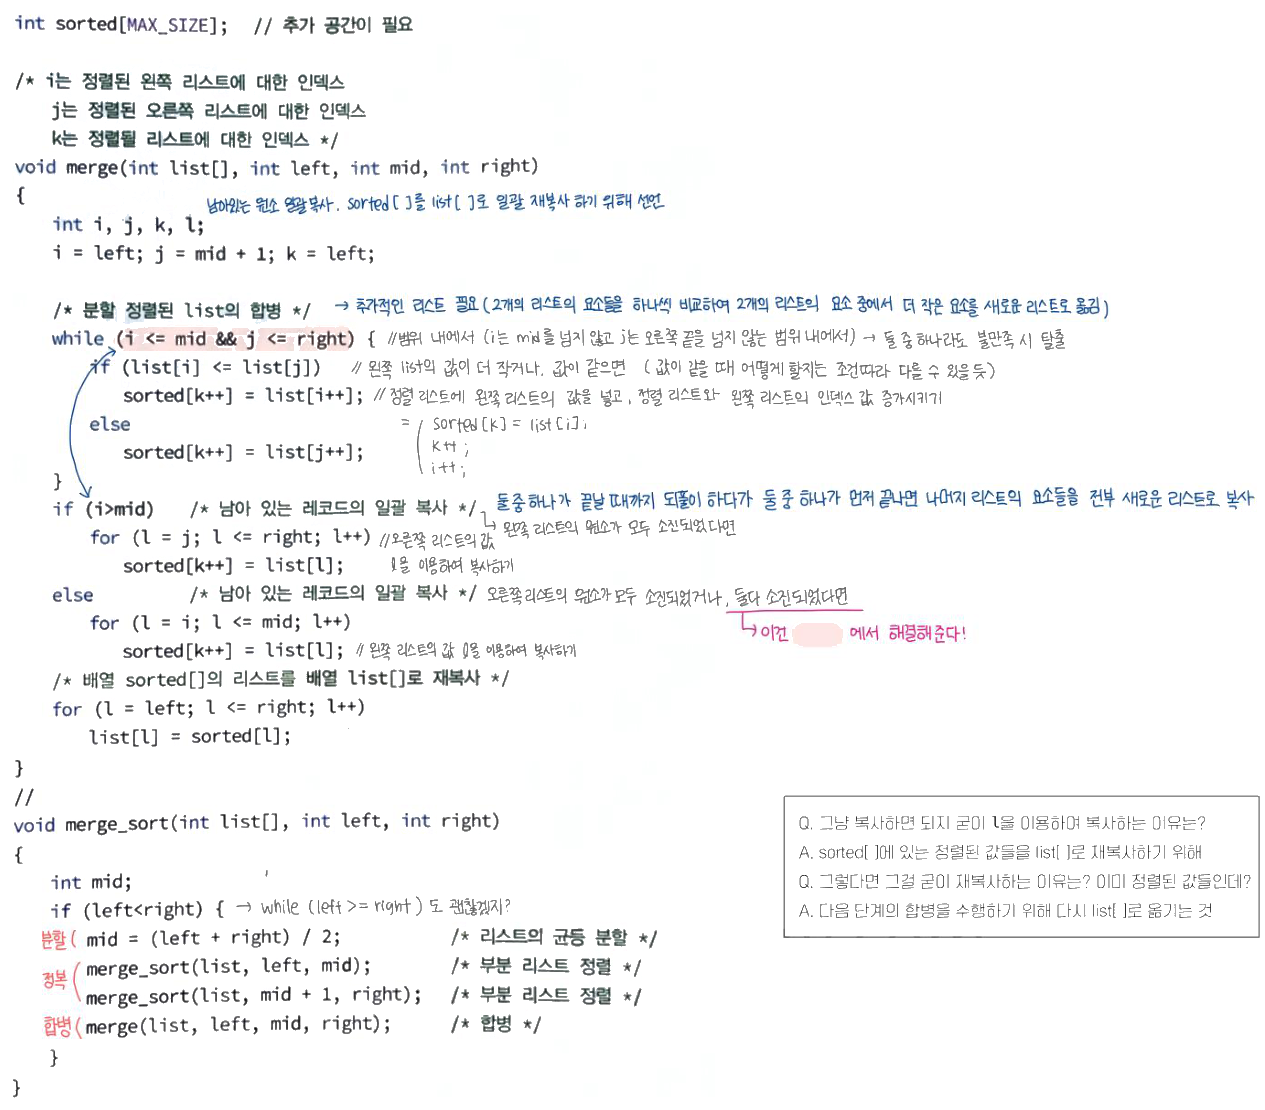 int sorted[MAX_SIZE];  // 추가 공간이 필요
/* i는 정렬된 왼쪽 리스트에 대한 인덱스
j는 정렬된 오른쪽 리스트에 대한 인덱스
k는 정렬될 리스트에 대한 인덱스 */
void merge(int list[], int left, int mid, int right)
{
남아있는 원소 일괄복사. sorted[ ]를 list[ ]로 일괄 재복사 하기 위해 선언
int i, j, k, l;
i = left; j = mid + 1; k = left;
/* 분할 정렬된 list의 합병 */ → 추가적인 리스트 필요 (2개의 리스트의 요소들을 하나씩 비교하여 2개의 리스트의 요소 중에서 더 작은 요소를 새로운 리스트로 옮김)
while (i <= mid && j <= right) { //범위 내에서 (i는 mid를 넘지 않고 j는 오른쪽 끝을 넘지 않는 범위 내에서) → 둘 중 하나라도 불만족 시 탈출
if (list[i] <= list[j]) // 왼쪽 list의 값이 더 작거나, 값이 같으면 (값이 같을 때 어떻게 할지는 조건따라 다를 수 있을 듯)
sorted[k++] = list[i++]; // 정렬 리스트에 왼쪽 리스트의 값을 넣고, 정렬 리스트와 왼쪽 리스트의 인덱스 값 증가시키기
else = ( sorted[k] = list[i];
k++;
sorted[k++] = list[j++];
i++;
}
if (i>mid) /* 남아 있는 레코드의 일괄 복사 */ 둘 중 하나가 끝날 때까지 되풀이 하다가 둘 중 하나가 먼저 끝나면 나머지 리스트의 요소들을 전부 새로운 리스트로 복사
↳ 왼쪽 리스트의 원소가 모두 소진되었다면
for (l = j; l <= right; l++) //오른쪽 리스트의 값
sorted[k++] = list[l]; l을 이용하여 복사하기
else /* 남아 있는 레코드의 일괄 복사 */ 오른쪽 리스트의 원소가 모두 소진되었거나, 둘다 소진되었다면
for (l = i; l <= mid; l++)
↳ 이건 에서 해결해준다!
sorted[k++] = list[l]; // 왼쪽 리스트의 값 l을 이용하여 복사하기
/* 배열 sorted[]의 리스트를 배열 list[]로 재복사 */
for (l = left; l <= right; l++)
list[l] = sorted[l];
}
//
void merge_sort(int list[], int left, int right)
{
int mid;
if (left<right) { → while (left >= right) 도 괜찮겠지?
분할( mid = (left + right) / 2; /* 리스트의 균등 분할 */
정복( merge_sort(list, left, mid); /* 부분 리스트 정렬 */
merge_sort(list, mid + 1, right); /* 부분 리스트 정렬 */
합병( merge(list, left, mid, right); /* 합병 */
}
}
Q. 그냥 복사하면 되지 굳이 l을 이용하여 복사하는 이유는?
A. sorted[ ]에 있는 정렬된 값들을 list[ ]로 재복사하기 위해
Q. 그렇다면 그걸 굳이 재복사하는 이유는? 이미 정렬된 값들인데?
A. 다음 단계의 합병을 수행하기 위해 다시 list[ ]로 옮기는 것